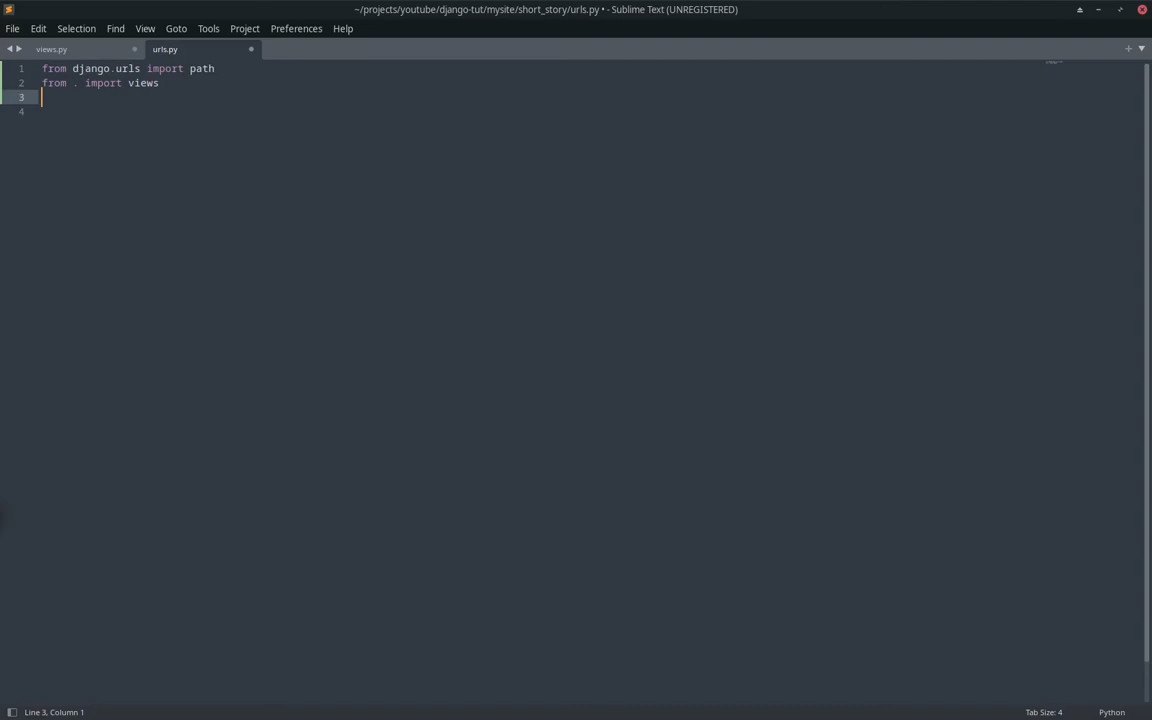 ~/projects/youtube/django-tut/mysite/short_story/urls.py • - Sublime Text (UNREGISTERED)
File Edit Selection Find View Goto Tools Project Preferences Help
views.py urls.py
1 from django.urls import path
2 from . import views
3
4
Line 3, Column 1 Tab Size: 4 Python